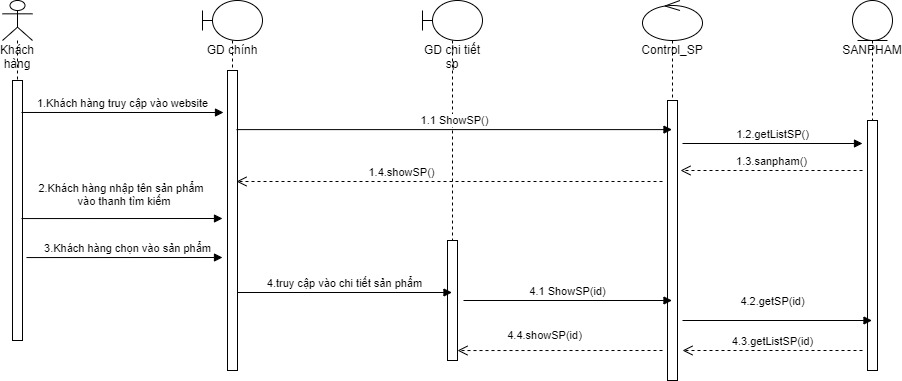 Khách
hàng
GD chính
GD chi tiết
sp
Control_SP
SANPHAM
1.Khách hàng truy cập vào website
1.1 ShowSP()
1.2.getListSP()
1.3.sanpham()
1.4.showSP()
2.Khách hàng nhập tên sản phẩm
vào thanh tìm kiếm
3.Khách hàng chọn vào sản phẩm
4.truy cập vào chi tiết sản phẩm
4.1 ShowSP(id)
4.2.getSP(id)
4.3.getListSP(id)
4.4.showSP(id)